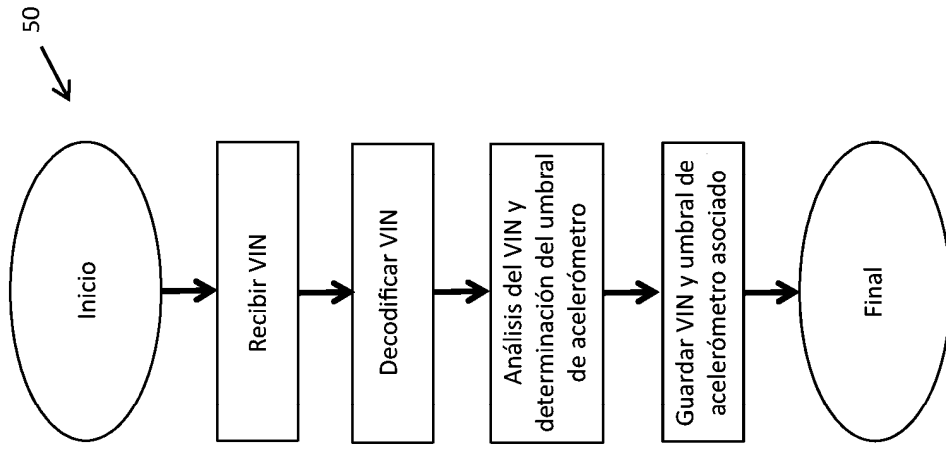 50
Inicio
Recibir VIN
Decodificar VIN
Análisis del VIN y
determinación del umbral
de acelerómetro
Guardar VIN y umbral de
acelerómetro asociado
Final